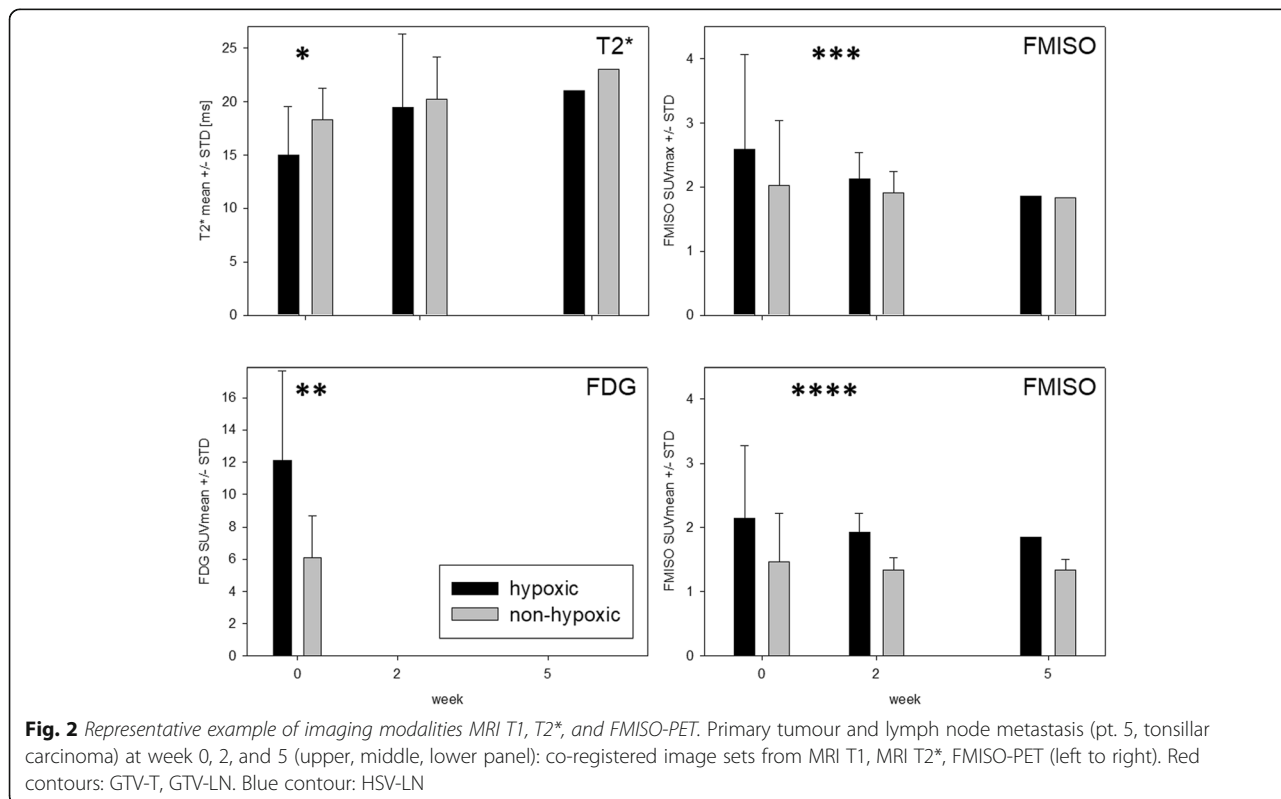 T2*
*
T2* mean +/- STD [ms]
25
20
15
10
5
0
FMISO
***
FMISO SUVmax +/- STD
4
3
2
1
0
FDG
**
FDG SUVmean +/- STD
16
14
12
10
8
6
4
2
0
hypoxic
non-hypoxic
0
2
5
week
FMISO
****
FMISO SUVmean +/- STD
4
3
2
1
0
0
2
5
week
Fig. 2 Representative example of imaging modalities MRI T1, T2*, and FMISO-PET. Primary tumour and lymph node metastasis (pt. 5, tonsillar
carcinoma) at week 0, 2, and 5 (upper, middle, lower panel): co-registered image sets from MRI T1, MRI T2*, FMISO-PET (left to right). Red
contours: GTV-T, GTV-LN. Blue contour: HSV-LN